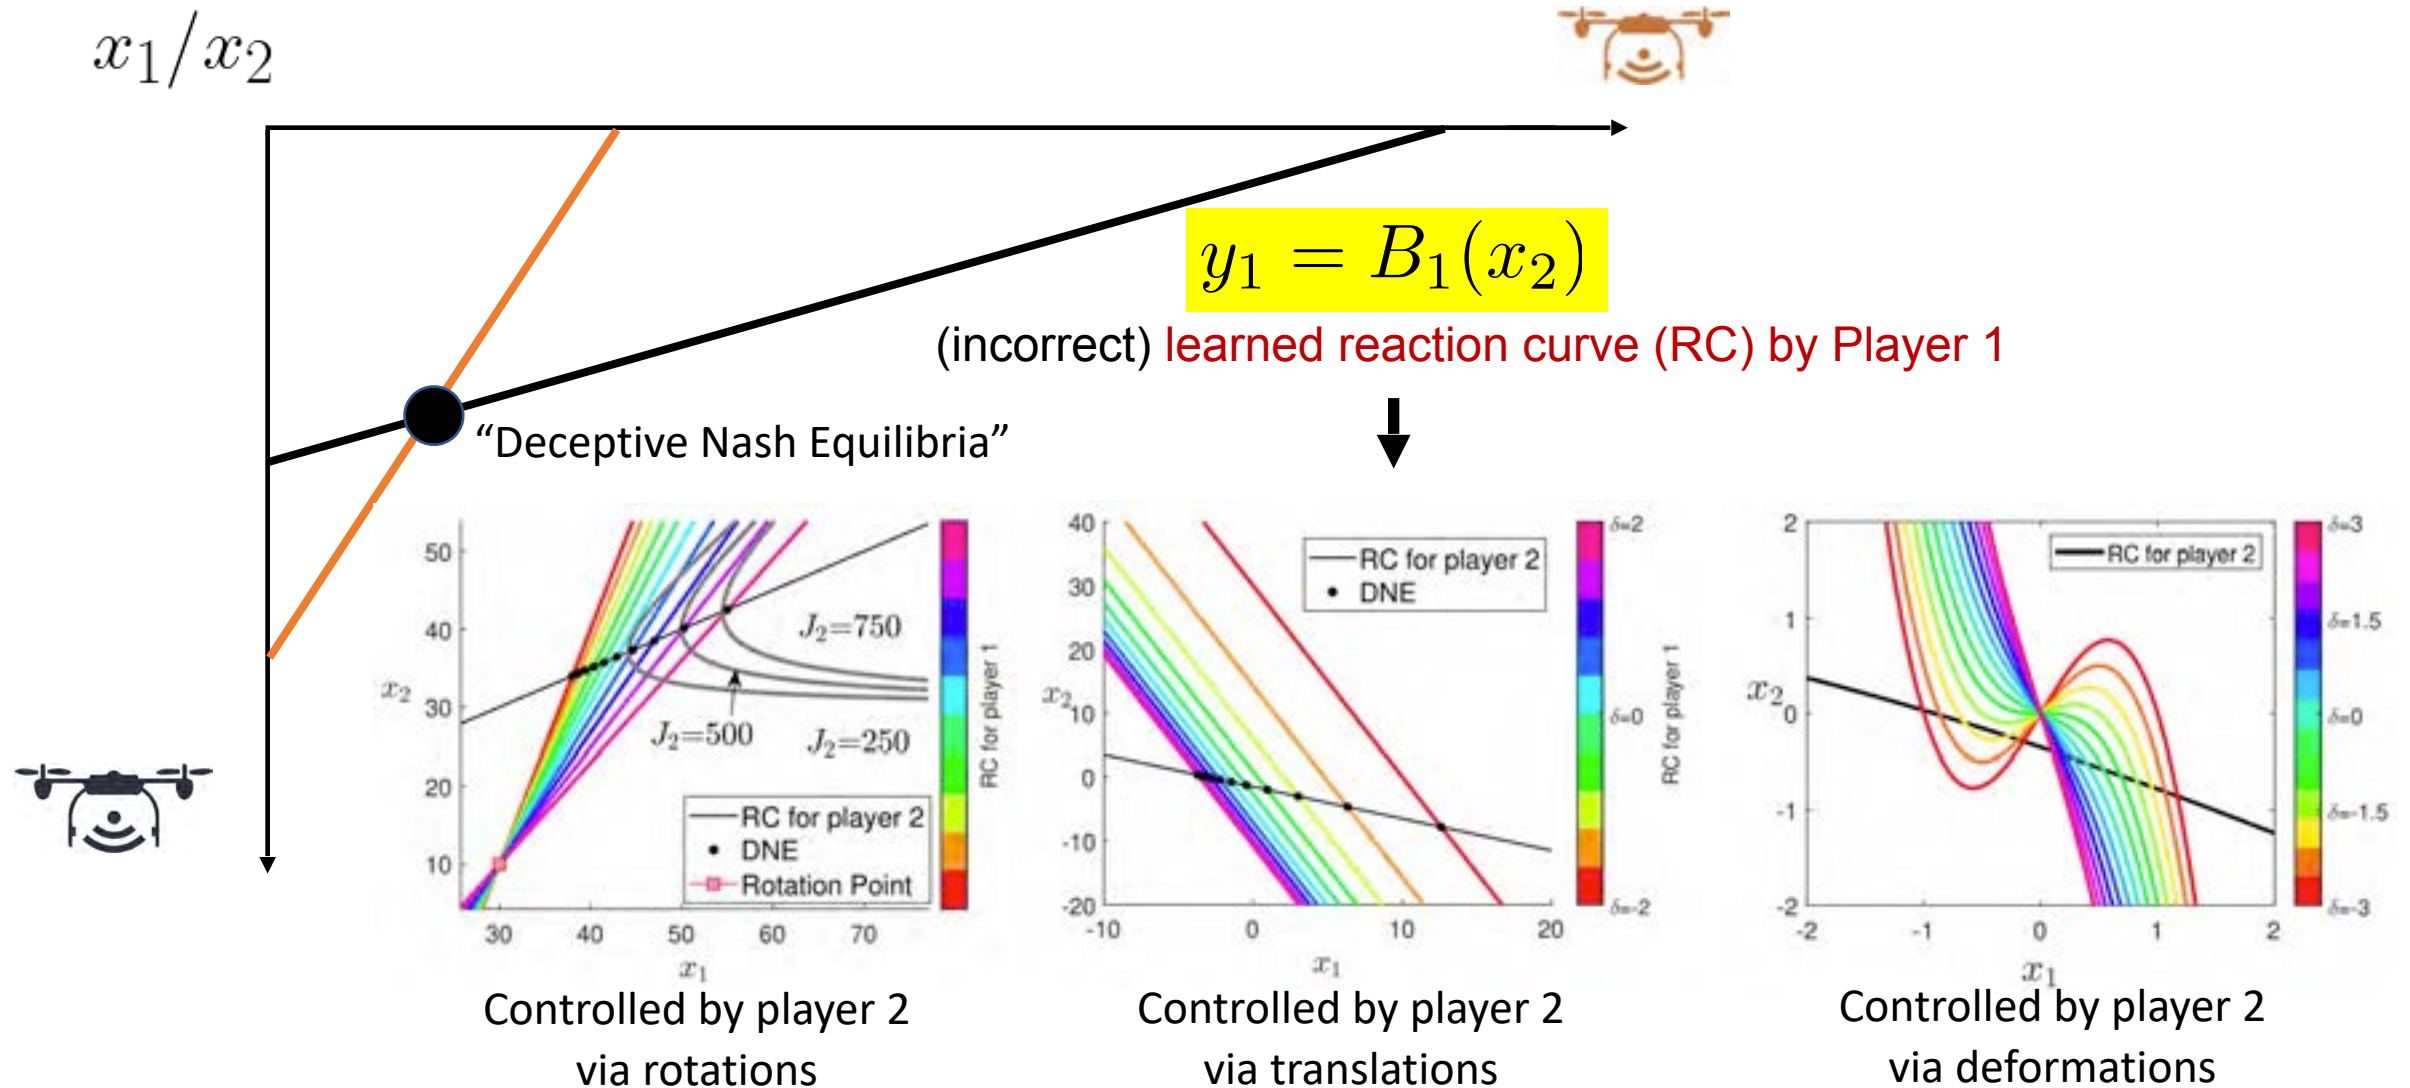 x1/x2
y1 = B1(x2)
(incorrect) learned reaction curve (RC) by Player 1
“Deceptive Nash Equilibria”
50
40
30
20
10
x2
30 40 50 60 70
x1
J2=750
J2=500
J2=250
RC for player 2
DNE
Rotation Point
RC for player 1
40
30
20
10
0
-10
-20
x2
-10 0 10 20
x1
RC for player 2
DNE
δ=2
δ=0
δ=-2
RC for player 1
2
1
0
-1
-2
x2
-2 -1 0 1 2
x1
RC for player 2
δ=3
δ=1.5
δ=0
δ=-1.5
δ=-3
Controlled by player 2
via rotations
Controlled by player 2
via translations
Controlled by player 2
via deformations